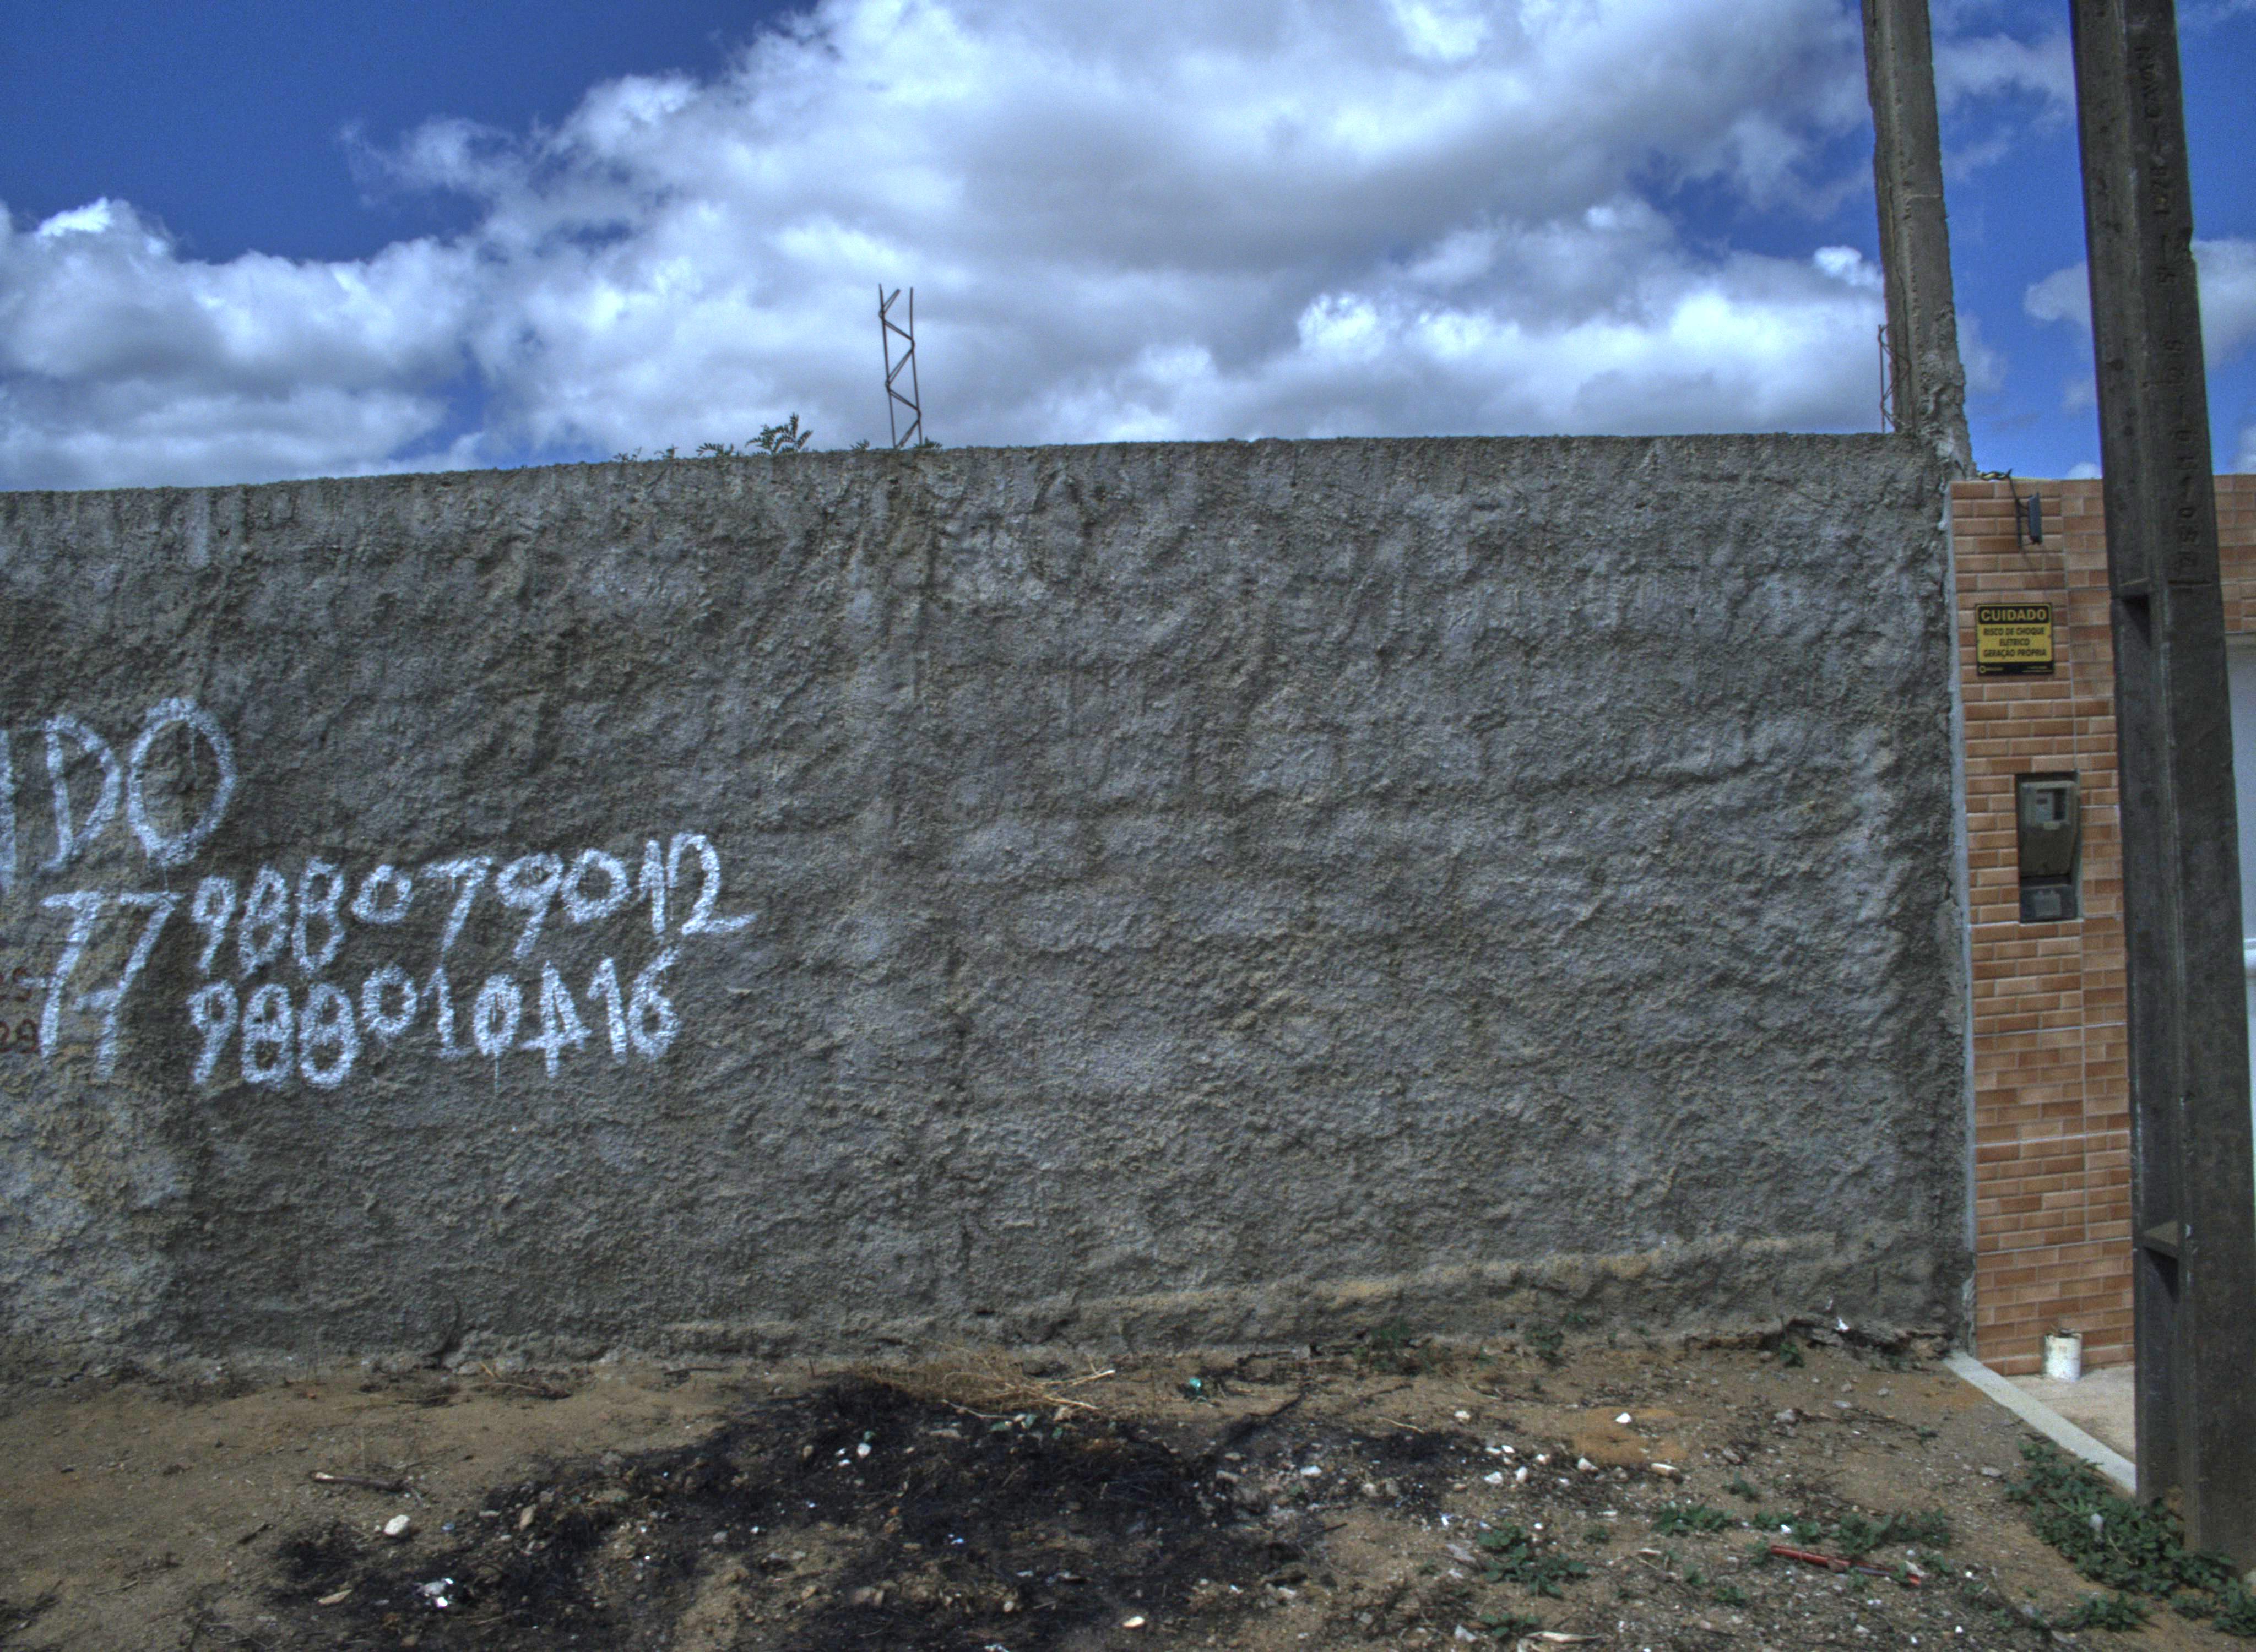 DO
77 988079012
988010416
CUIDADO
RISCO DE CHOQUE
ELÉTRICO
GERAÇÃO PRÓPRIA